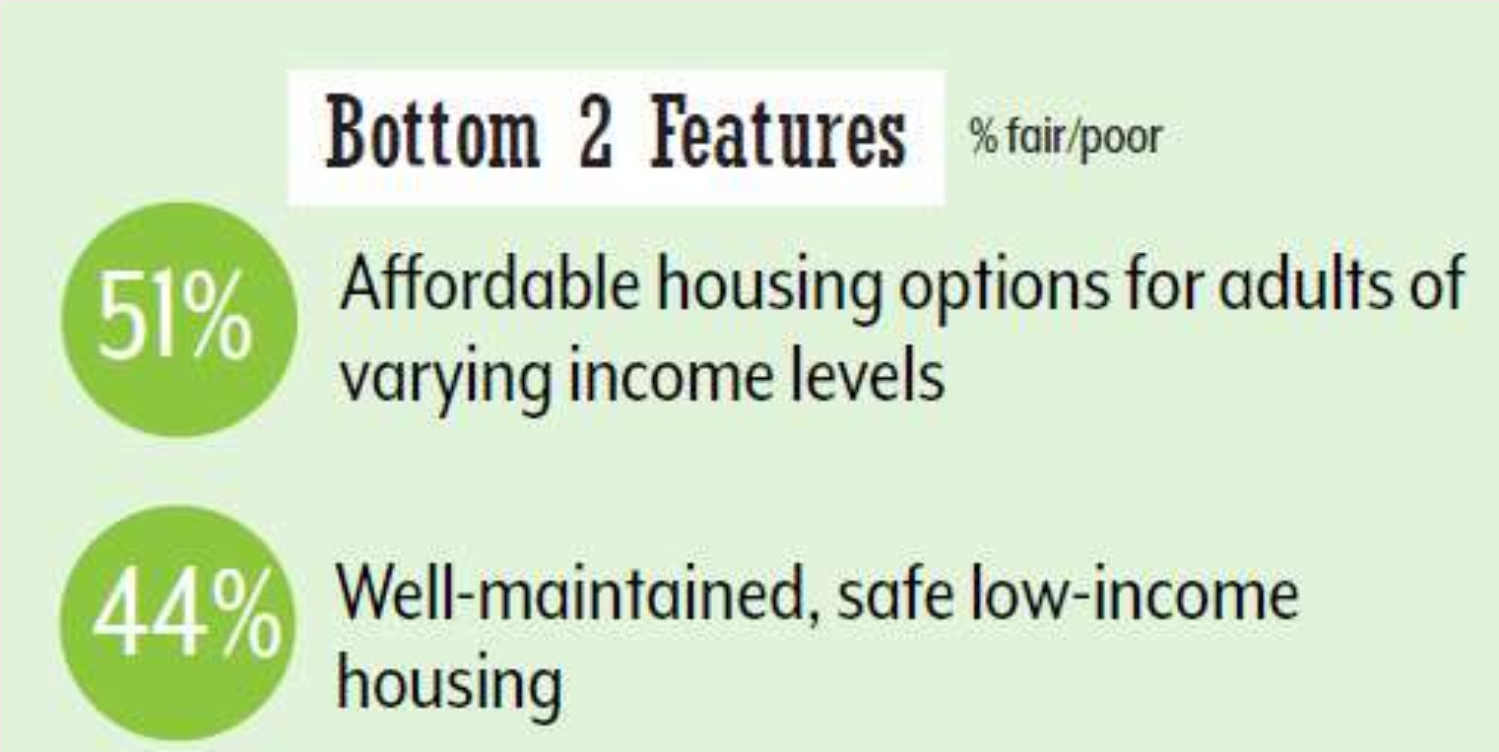 Bottom 2 Features % fair/poor
51% Affordable housing options for adults of
varying income levels
44% Well-maintained, safe low-income
housing